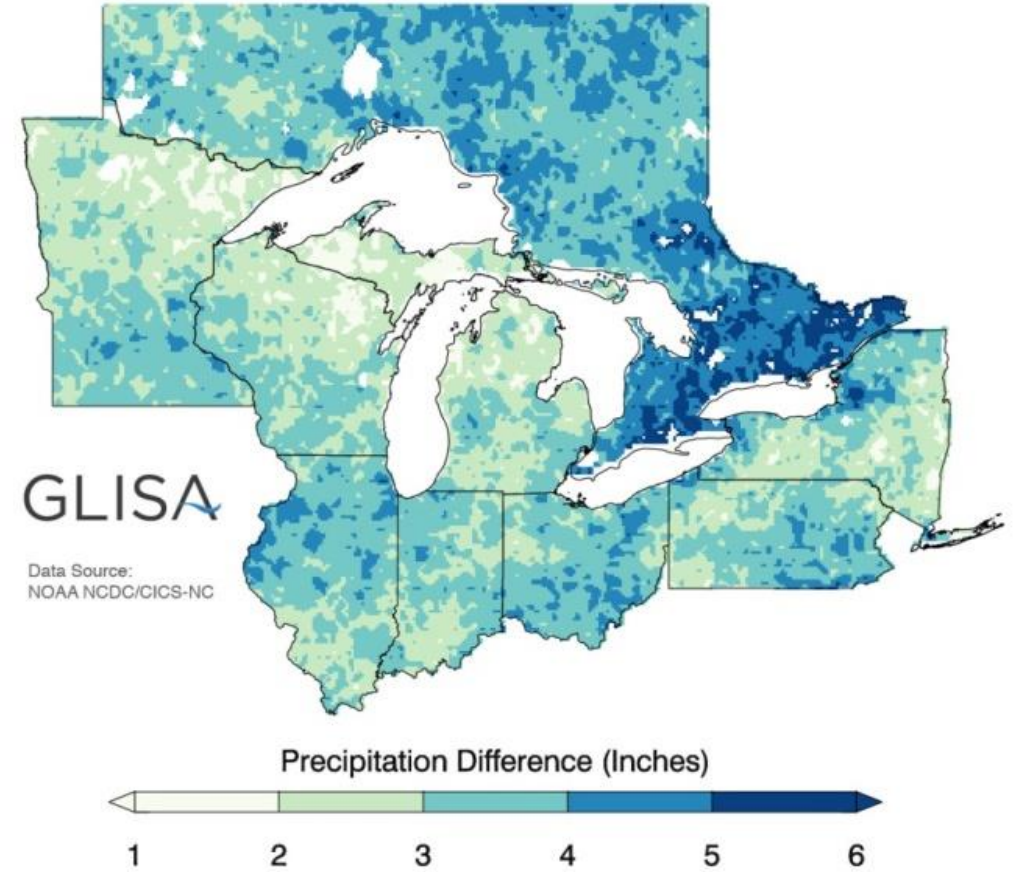 GLISA
Data Source:
NOAA NCDC/CICS-NC
Precipitation Difference (Inches)
1 2 3 4 5 6